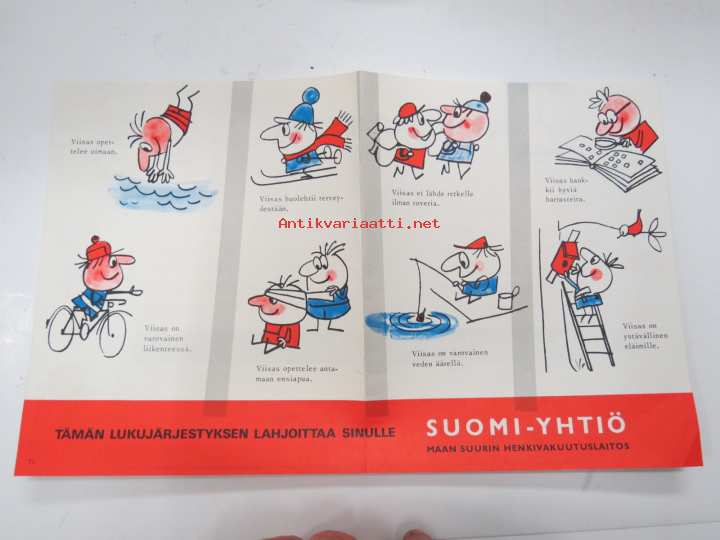 Viisas opet-
telee uimaan.
Viisas huolehtii tervey-
destään.
Viisas ei lähde retkelle
ilman toveria.
Viisas hank-
kii hyviä
harrasteita.
Antikvariaatti.net
Viisas on
varovainen
liikenteessä.
Viisas opettelee anta-
maan ensiapua.
Viisas on varovainen
veden äärellä.
Viisas on
ystävällinen
eläimille.
TÄMÄN LUKUJÄRJESTYKSEN LAHJOITTAA SINULLE
SUOMI-YHTIÖ
MAAN SUURIN HENKIVAKUUTUSLAITOS